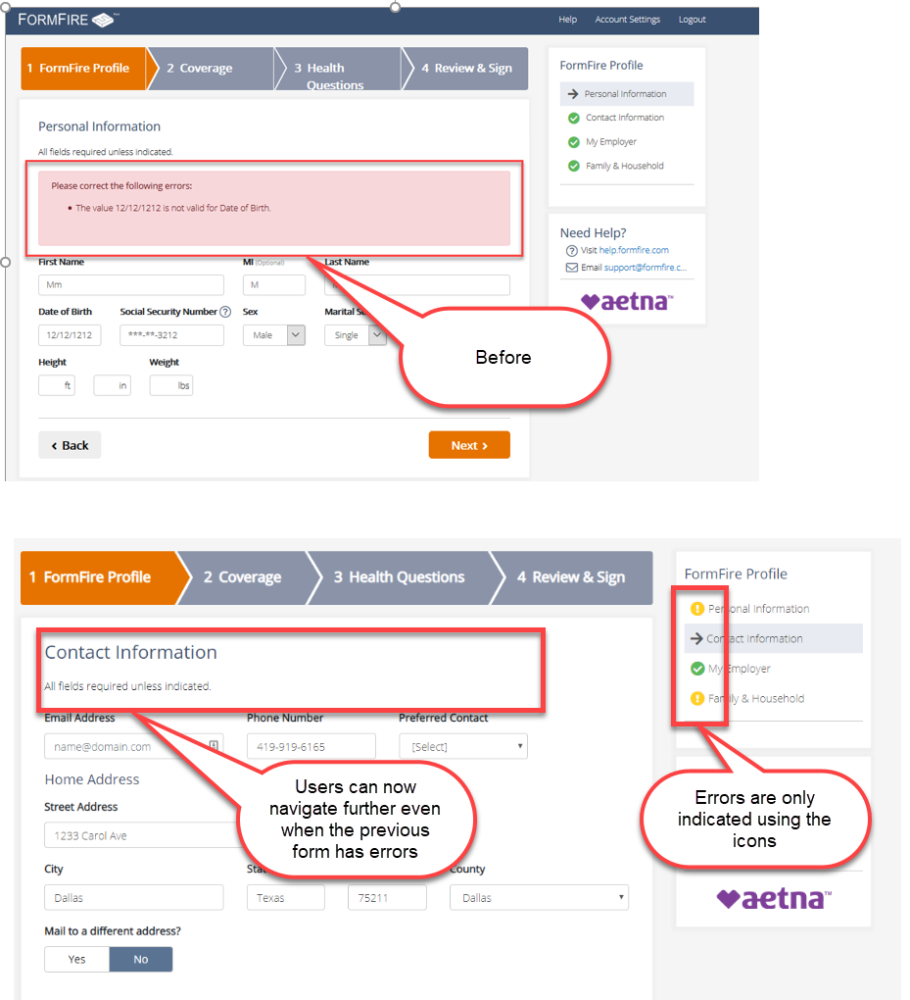 FORMFIRE™
Help Account Settings Logout
1 FormFire Profile
2 Coverage
3 Health
Questions
4 Review & Sign
FormFire Profile
Personal Information
Contact Information
My Employer
Family & Household
Need Help?
Visit help.formfire.com
Email support@formfire.c...
aetna™
Personal Information
All fields required unless indicated.
Please correct the following errors:
• The value 12/12/1212 is not valid for Date of Birth.
First Name MI (Optional) Last Name
Mm M
Date of Birth Social Security Number ? Sex Marital
12/12/1212 ***-**-3212 Male Single
Height Weight
ft in lbs
Before
Back Next
1 FormFire Profile
2 Coverage
3 Health Questions
4 Review & Sign
FormFire Profile
Personal Information
Contact Information
My Employer
Family & Household
Contact Information
All fields required unless indicated.
Email Address Phone Number Preferred Contact
name@domain.com 419-919-6165 [Select]
Home Address
Street Address
1233 Carol Ave
Users can now
navigate further even
when the previous
form has errors
Errors are only
indicated using the
icons
City County
Dallas Texas 75211 Dallas
Mail to a different address?
Yes No
aetna™